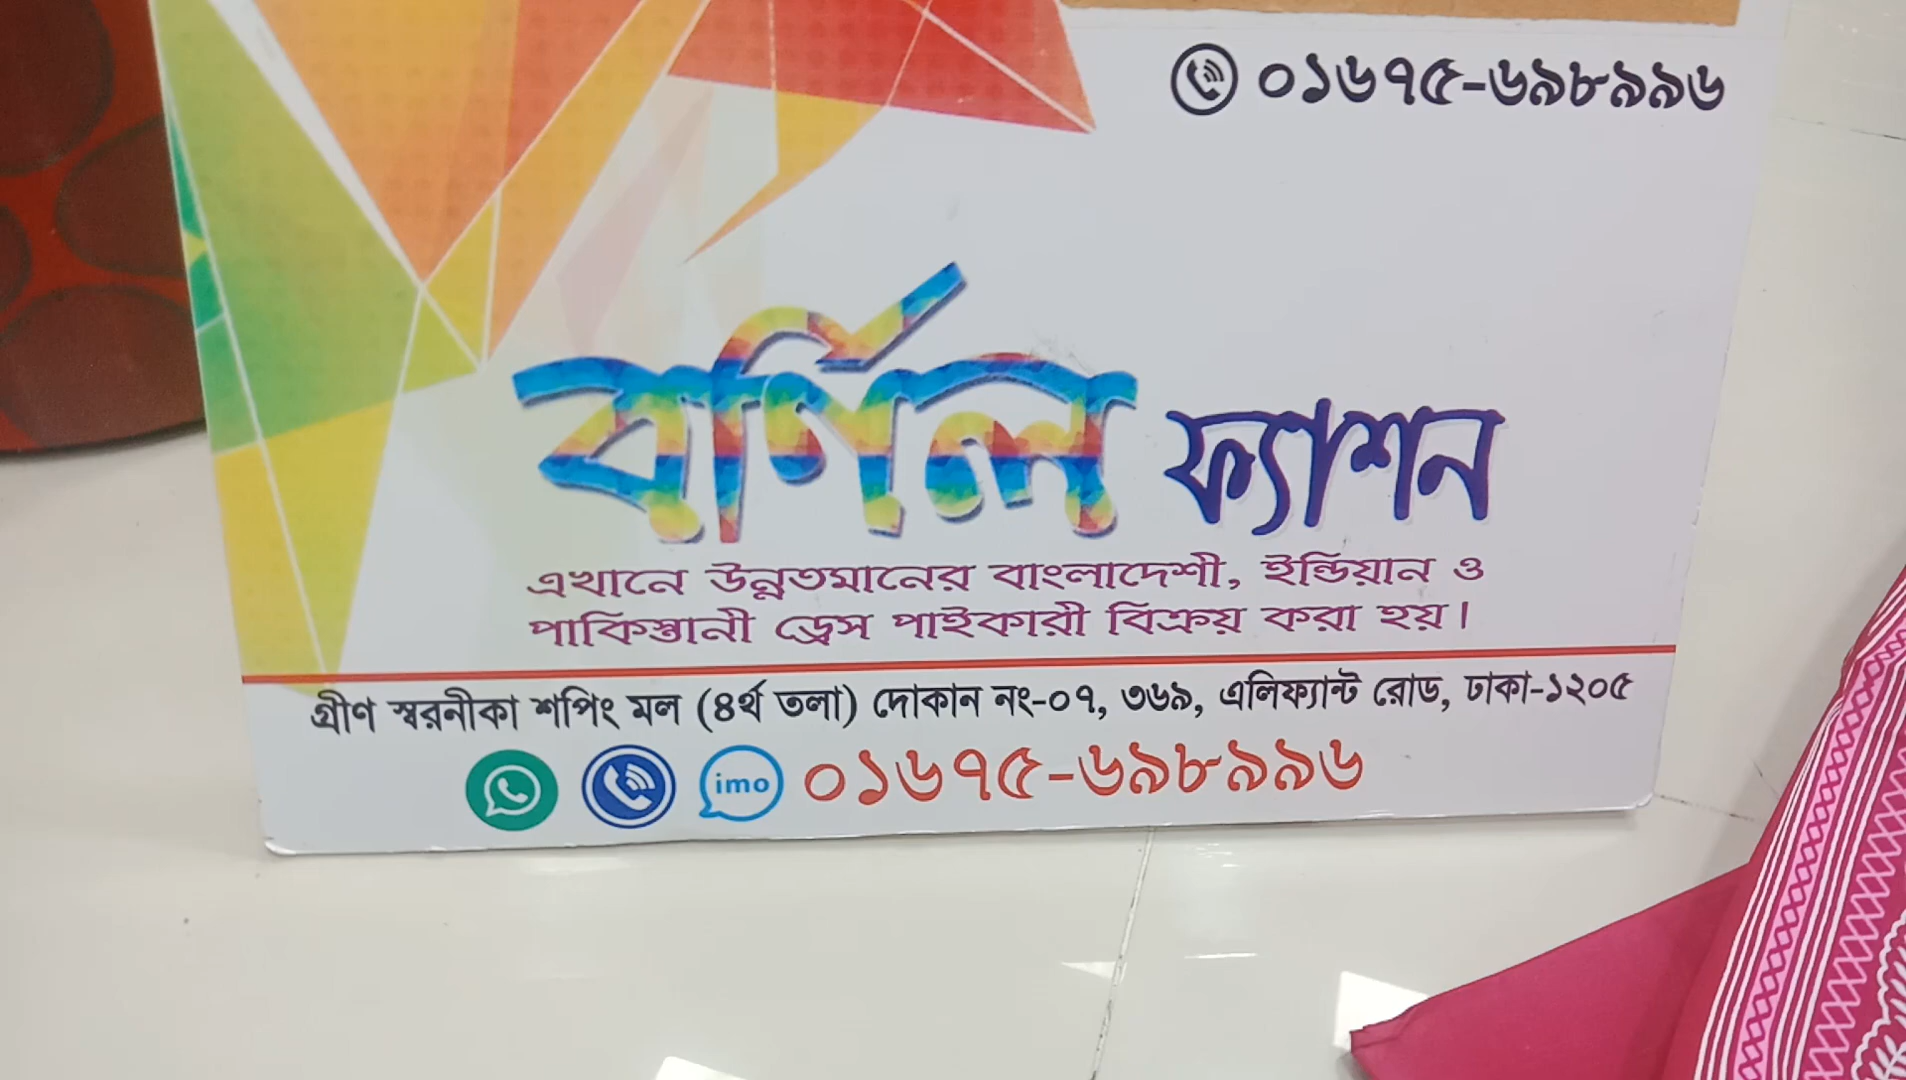 ০১৬৭৫-৬৯৮৯৯৬
বর্ণিল ফ্যাশন
এখানে উন্নতমানের বাংলাদেশী, ইন্ডিয়ান ও
পাকিস্তানী ড্রেস পাইকারী বিক্রয় করা হয়।
গ্রীণ স্বরনীকা শপিং মল (৪র্থ তলা) দোকান নং-০৭, ৩৬৯, এলিফ্যান্ট রোড, ঢাকা-১২০৫
imo ০১৬৭৫-৬৯৮৯৯৬